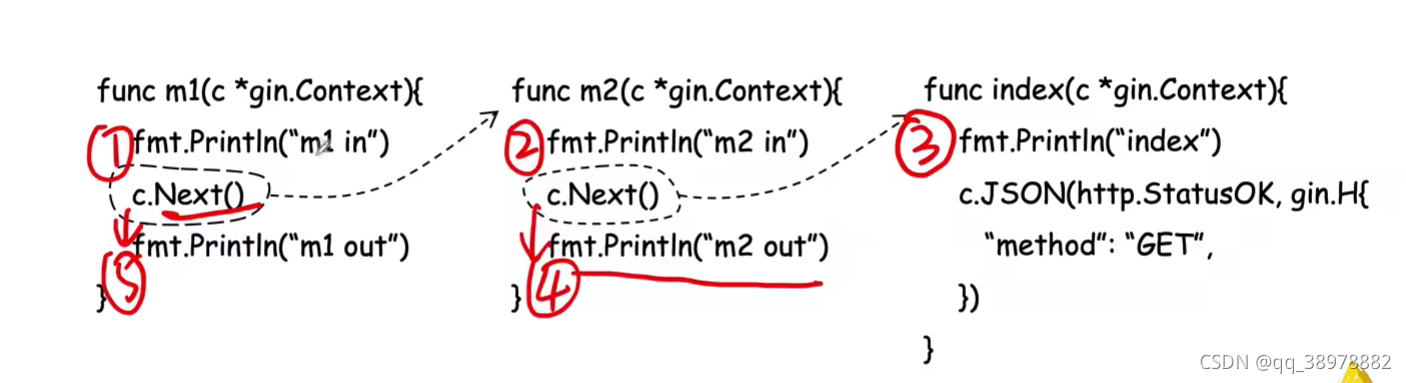 func m1(c *gin.Context){
① fmt.Println("m1 in")
c.Next()
fmt.Println("m1 out")
⑤
}
func m2(c *gin.Context){
② fmt.Println("m2 in")
c.Next()
fmt.Println("m2 out")
④
}
func index(c *gin.Context){
③ fmt.Println("index")
c.JSON(http.StatusOK, gin.H{
"method": "GET",
})
}
CSDN @qq_38978882